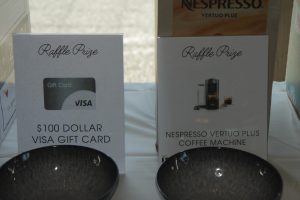 NESPRESSO
VERTUO PLUS
Raffle Prize
Gift Card
VISA
$100 DOLLAR
VISA GIFT CARD
Raffle Prize
NESPRESSO VERTUO PLUS
COFFEE MACHINE